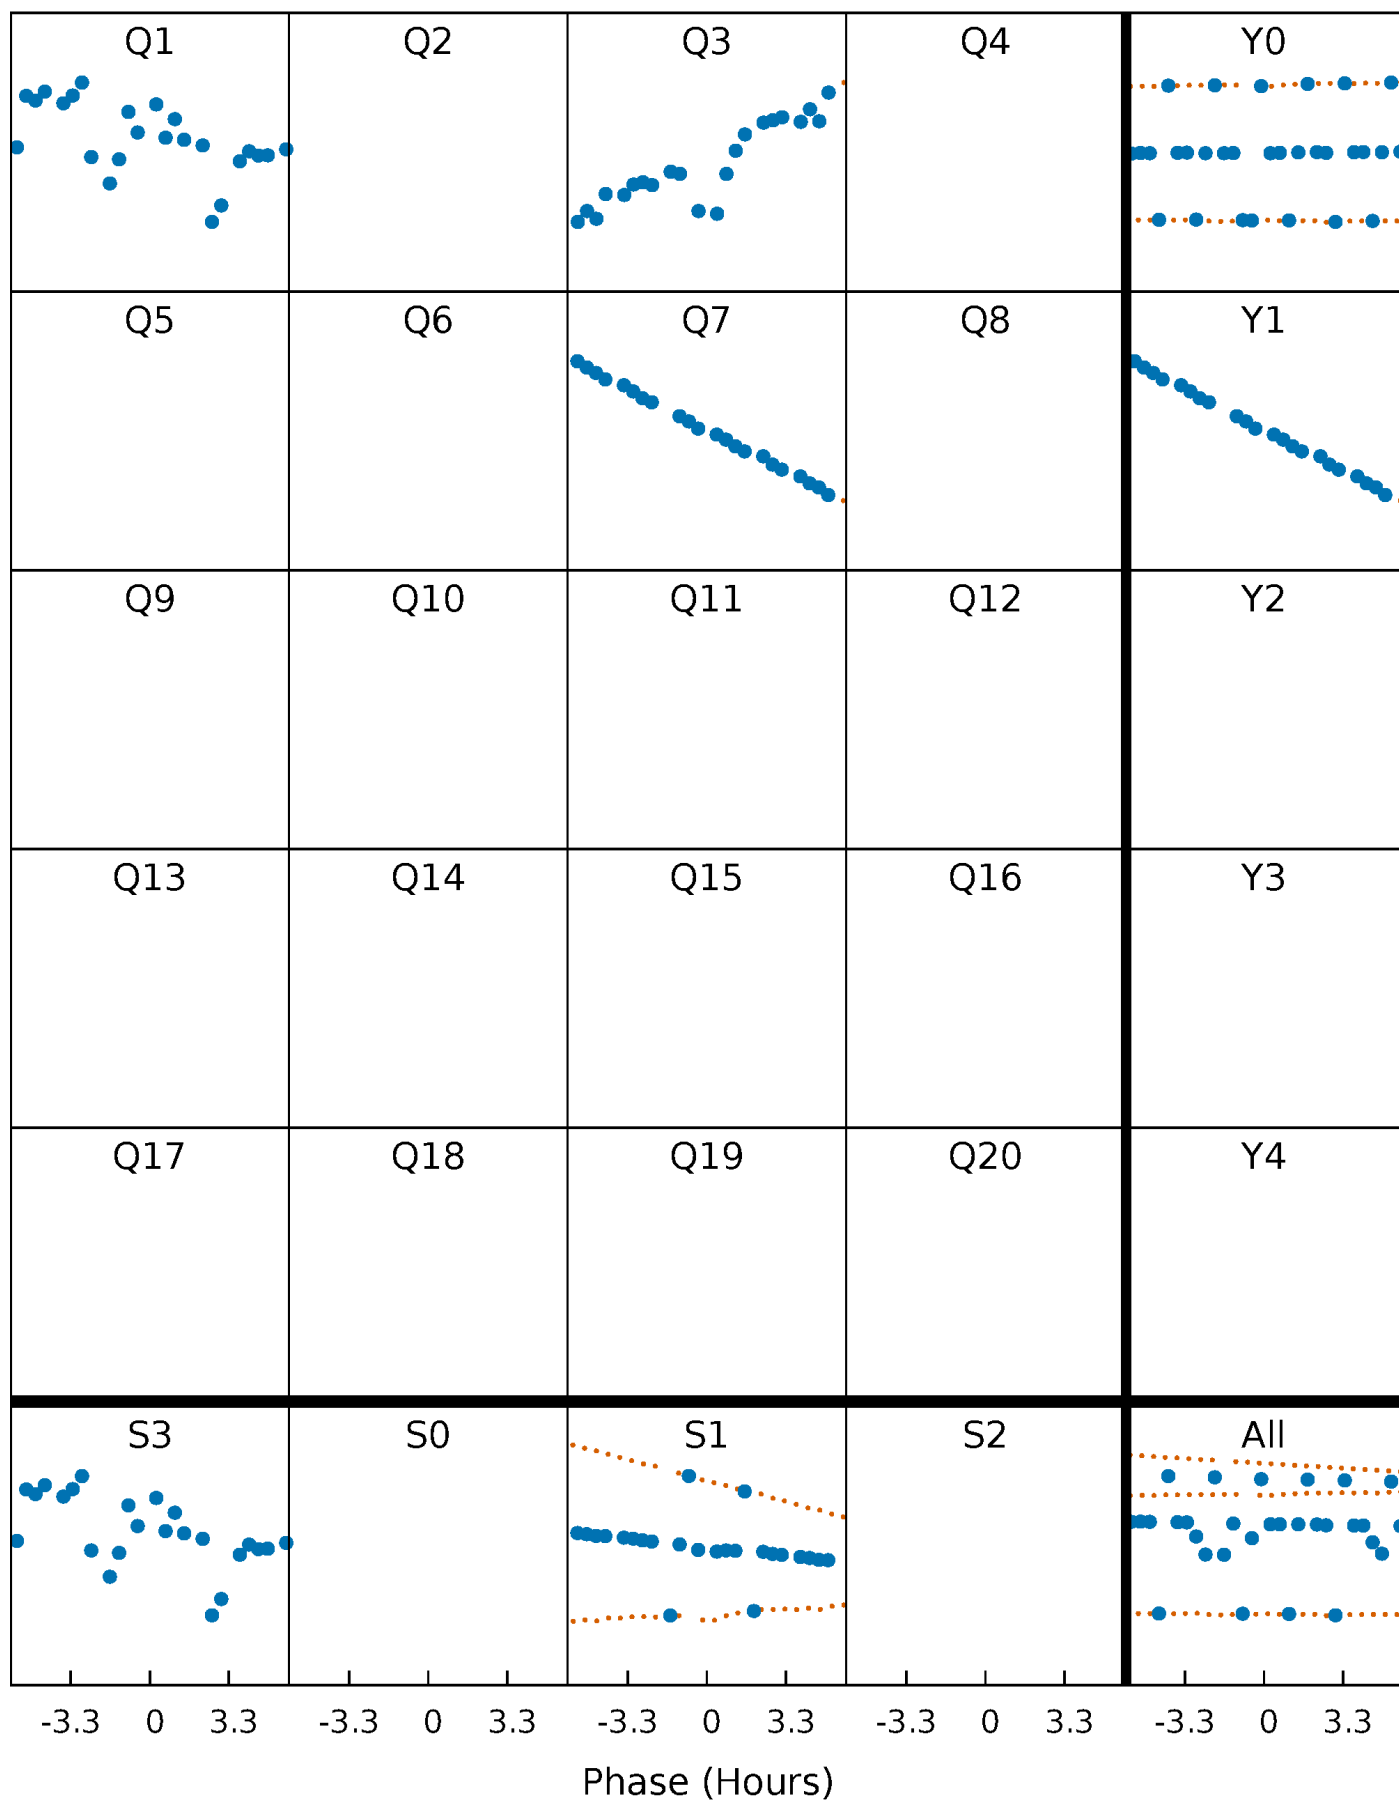 Q1 Q2 Q3 Q4 Y0
Q5 Q6 Q7 Q8 Y1
Q9 Q10 Q11 Q12 Y2
Q13 Q14 Q15 Q16 Y3
Q17 Q18 Q19 Q20 Y4
S3 S0 S1 S2 All
-3.3 0 3.3 -3.3 0 3.3 -3.3 0 3.3 -3.3 0 3.3 -3.3 0 3.3
Phase (Hours)